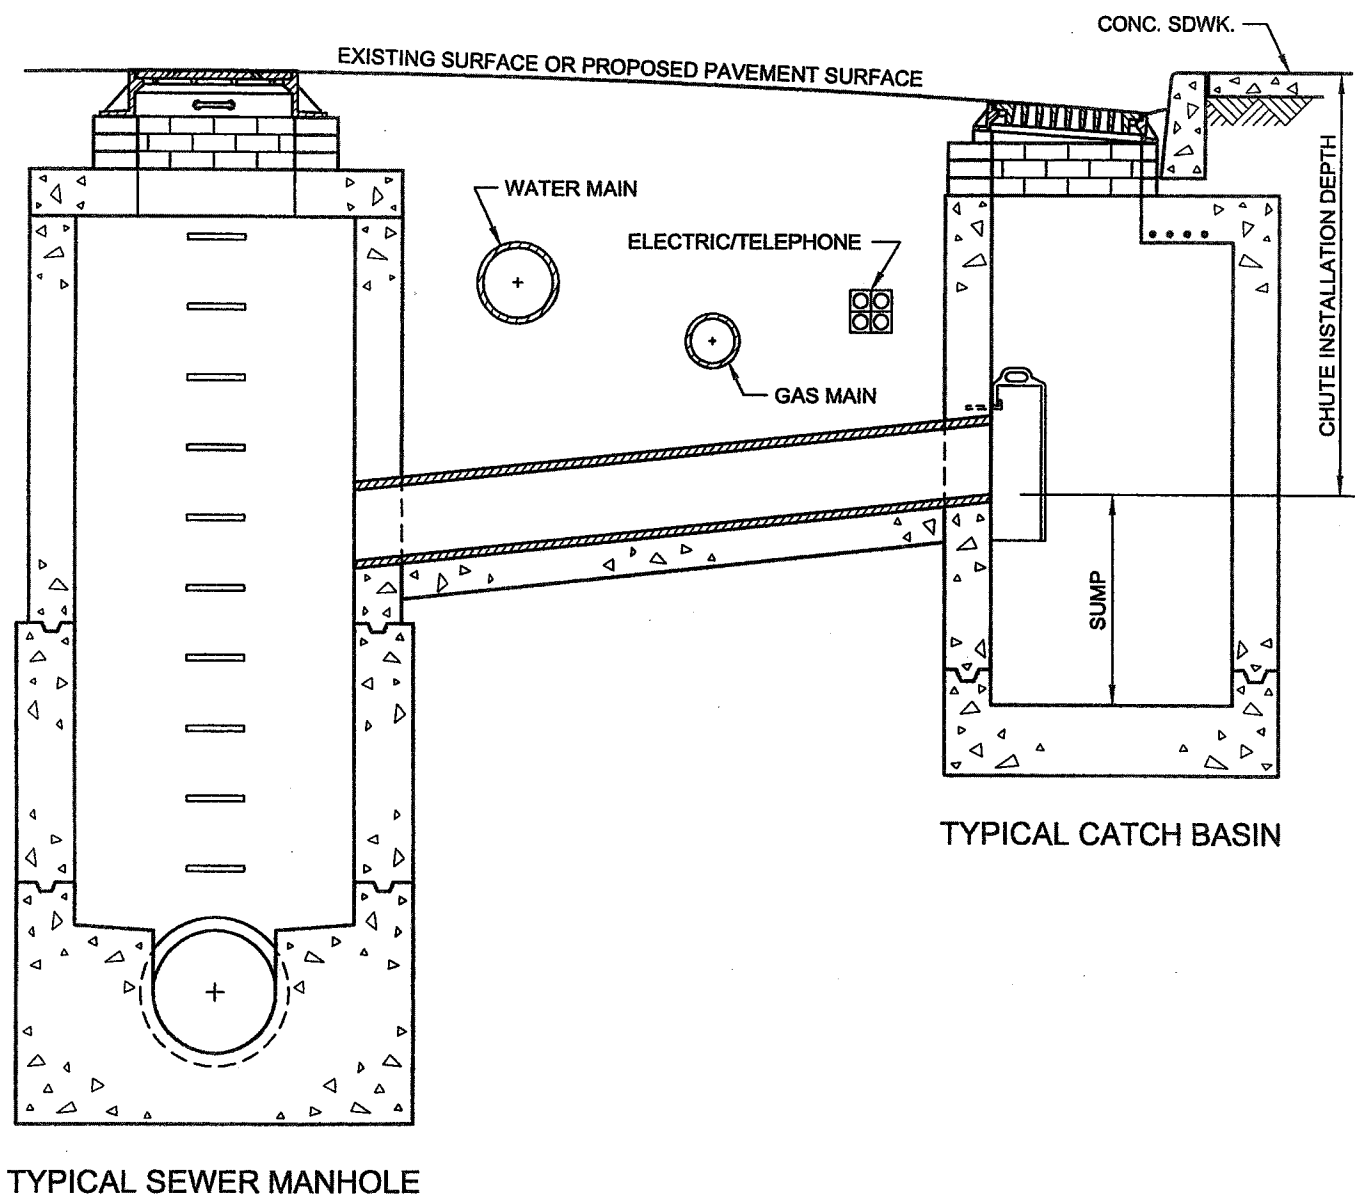 CONC. SDWK.
EXISTING SURFACE OR PROPOSED PAVEMENT SURFACE
WATER MAIN
ELECTRIC/TELEPHONE
GAS MAIN
CHUTE INSTALLATION DEPTH
SUMP
TYPICAL CATCH BASIN
TYPICAL SEWER MANHOLE